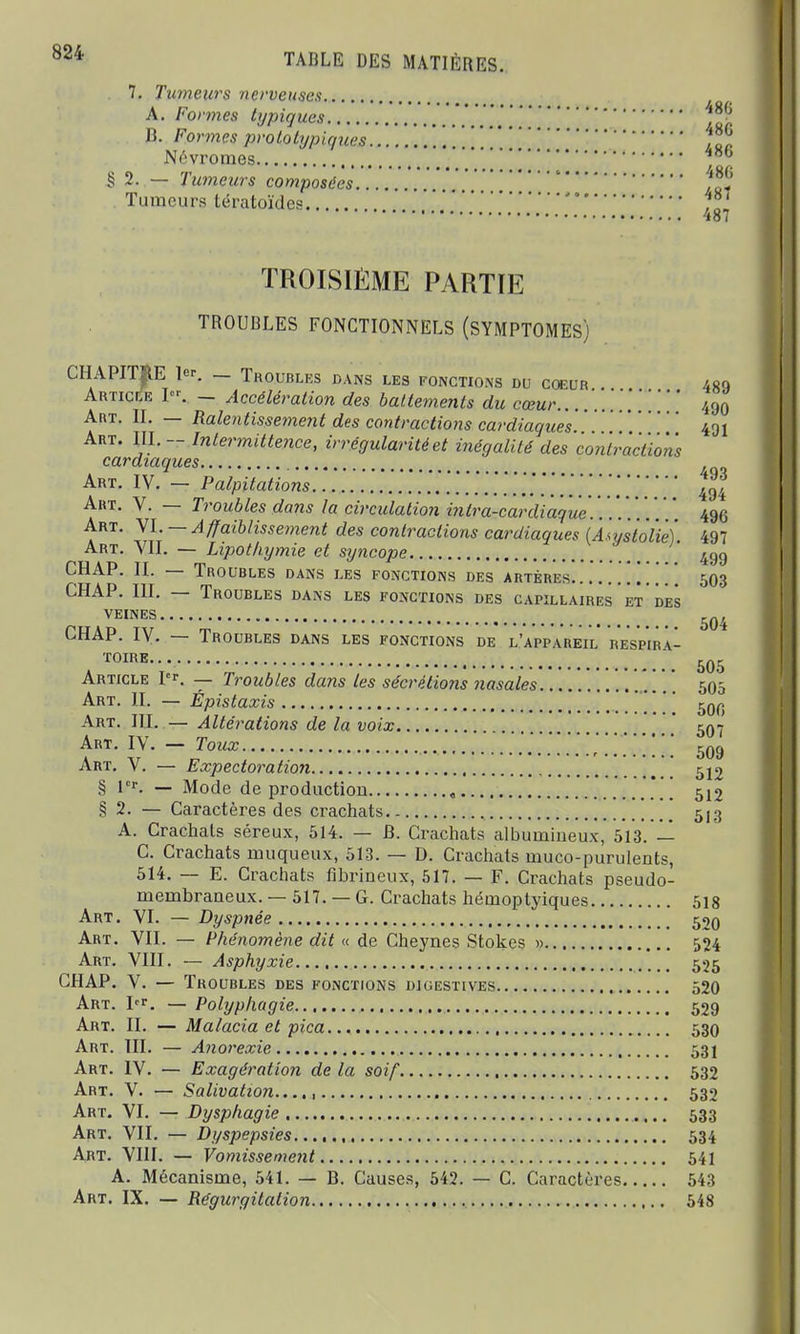 824
TABLE DES MATIÈRES.
7. Tumeurs nerveuses.......... 486
A. Formes typiques.......... 486
B. Formes prototypiques.......... 486
Névromes.......... 486
§ 2. — Tumeurs composées.......... 487
Tumeurs tératoïdes.......... 487
TROISIÈME PARTIE
TROUBLES FONCTIONNELS (SYMPTOMES)
CHAPITRE Ier. — TROUBLES DANS LES FONCTIONS DU CŒUR.......... 489
ARTICLE Ier. — Accélération des battements du cœur.......... 490
ART. II. — Ralentissement des contractions cardiaques.......... 491
ART. III. — Intermittence, irrégularité et inégalité des contractions
cardiaques.......... 493
ART. IV. — Palpitations.......... 494
ART. V. — Troubles dans la circulation intra-cardiaque.......... 496
ART. VI. — Affaiblissement des contractions cardiaques (Asystolie). 497
ART. VII. — Lipothymie et syncope.......... 499
CHAP. II. — TROUBLES DANS LES FONCTIONS DES ARTÈRES.......... 503
CHAP. III. — TROUBLES DANS LES FONCTIONS DES CAPILLAIRES ET DES
VEINES.......... 504
CHAP. IV. — TROUBLES DANS LES FONCTIONS DE L'APPAREIL RESPIRA-
TOIRE.......... 505
ARTICLE Ier. — Troubles dans les sécrétions nasales.......... 505
ART. II. — Épistaxis.......... 506
ART. III. — Altérations de la voix.......... 507
ART. IV. — Toux.......... 509
ART. V. — Expectoration.......... 512
§ 1er. — Mode de production.......... 512
§ 2. — Caractères des crachats.......... 513
A. Crachats séreux, 514. — B. Crachats albumineux, 513. —
C. Crachats muqueux, 513. — D. Crachats muco-purulents,
514. — E. Crachats fibrineux, 517. — F. Crachats pseudo-
membraneux. — 517. — G. Crachats hémoptyiques.......... 518
ART. VI. — Dyspnée.......... 520
ART. VII. — Phénomène dit « de Cheynes Stokes ».......... 524
ART. VIII. — Asphyxie.......... 525
CHAP. V. — TROUBLES DES FONCTIONS DIGESTIVES.......... 520
ART. Ier. — Polyphagie.......... 529
ART. II. — Malacia et pica.......... 530
ART. III. — Anorexie.......... 531
ART. IV. — Exagération de la soif.......... 532
ART. V. — Salivation.......... 532
ART. VI. — Dysphagie.......... 533
ART. VII. — Dyspepsies.......... 534
ART. VIII. — Vomissement.......... 541
A. Mécanisme, 541. — B. Causes, 542. — C. Caractères..... 543
ART. IX. — Régurgitation.......... 548